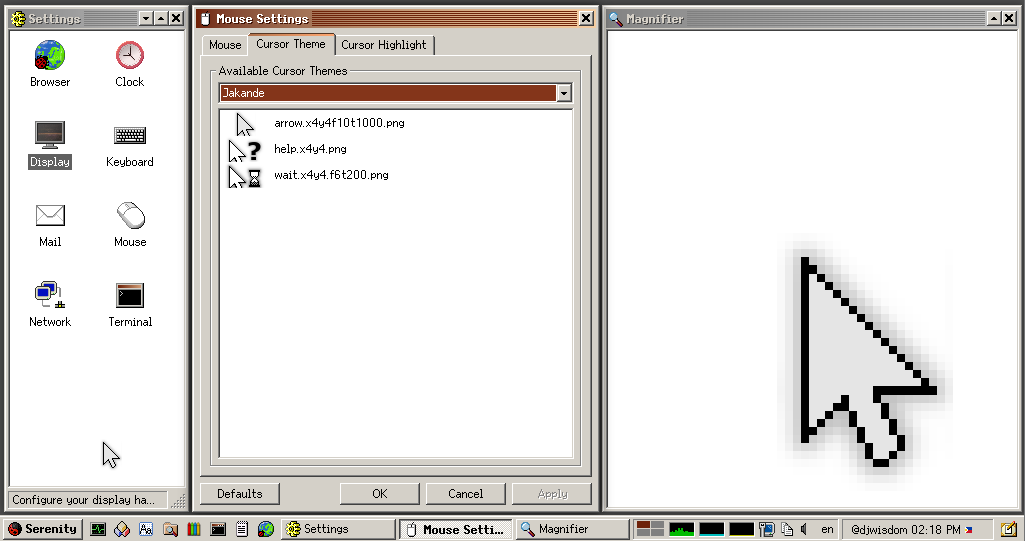 Settings
Browser
Clock
Display
Keyboard
Mail
Mouse
Network
Terminal
Configure your display ha...
Mouse Settings
Mouse
Cursor Theme
Cursor Highlight
Available Cursor Themes
Jakande
arrow.x4y4f10t1000.png
help.x4y4.png
wait.x4y4.f6t200.png
Defaults
OK
Cancel
Apply
Magnifier
Serenity
Settings
Mouse Setti...
Magnifier
en
@djwisdom 02:18 PM